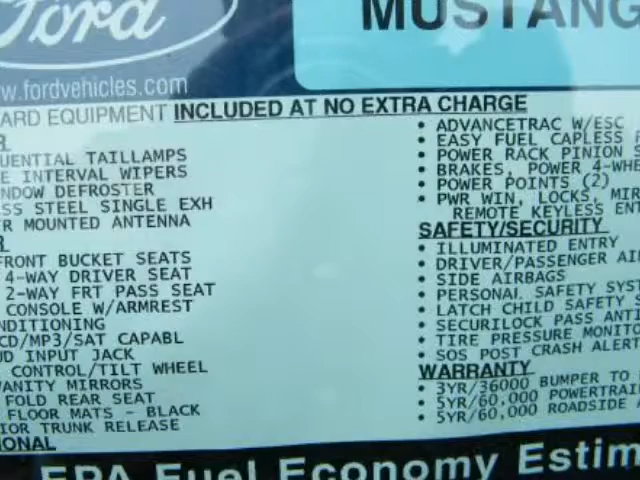 Ford
MUSTANG
w.fordvehicles.com
ARD EQUIPMENT INCLUDED AT NO EXTRA CHARGE
R
UENTIAL TAILLAMPS
E INTERVAL WIPERS
NDOW DEFROSTER
SS STEEL SINGLE EXH
R MOUNTED ANTENNA
R
FRONT BUCKET SEATS
4-WAY DRIVER SEAT
2-WAY FRT PASS SEAT
CONSOLE W/ARMREST
NDITIONING
CD/MP3/SAT CAPABL
UD INPUT JACK
CONTROL/TILT WHEEL
VANITY MIRRORS
FOLD REAR SEAT
FLOOR MATS - BLACK
IOR TRUNK RELEASE
IONAL
• ADVANCETRAC W/ESC
• EASY FUEL CAPLESS
• POWER RACK PINION S
• BRAKES, POWER 4-WHE
• POWER POINTS (2)
• PWR WIN, LOCKS, MIR
REMOTE KEYLESS ENT
SAFETY/SECURITY
• ILLUMINATED ENTRY
• DRIVER/PASSENGER AI
• SIDE AIRBAGS
• PERSONAL SAFETY SYST
• LATCH CHILD SAFETY S
• SECURILOCK PASS ANTI
• TIRE PRESSURE MONIT
• SOS POST CRASH ALERT
WARRANTY
• 3YR/36000 BUMPER TO
• 5YR/60,000 POWERTRAI
• 5YR/60,000 ROADSIDE A
EPA Fuel Economy Estim